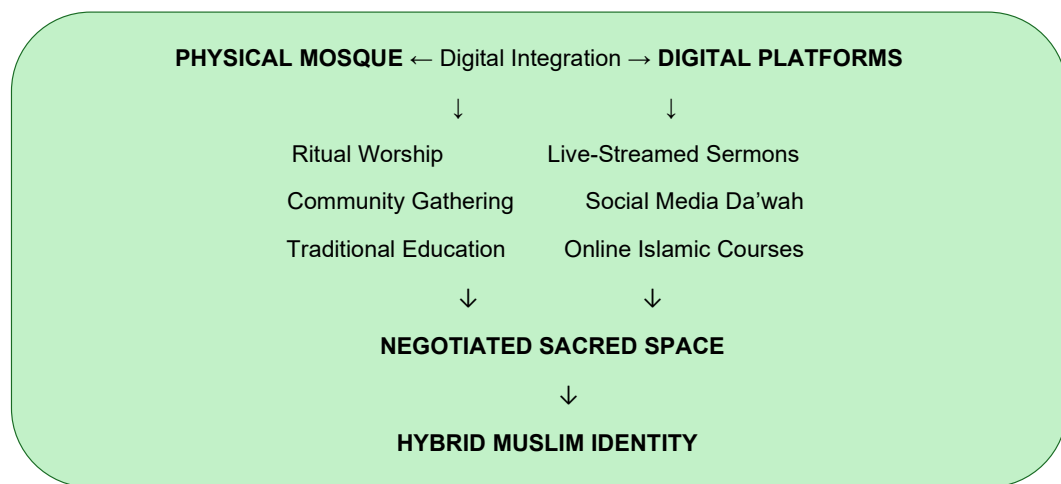 PHYSICAL MOSQUE ← Digital Integration → DIGITAL PLATFORMS
↓ ↓
Ritual Worship Live-Streamed Sermons
Community Gathering Social Media Da’wah
Traditional Education Online Islamic Courses
↓ ↓
NEGOTIATED SACRED SPACE
↓
HYBRID MUSLIM IDENTITY